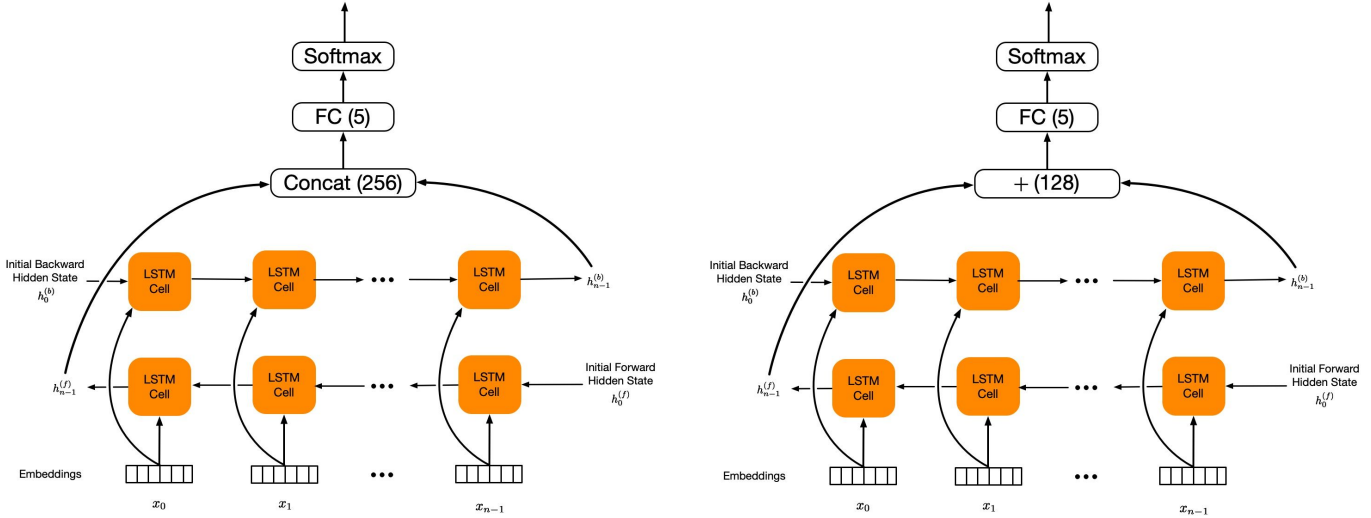 Softmax
FC (5)
Concat (256)
Initial Backward
Hidden State
h_0^{(b)}
LSTM
Cell
LSTM
Cell
•••
LSTM
Cell
h_{n-1}^{(b)}
h_{n-1}^{(f)}
LSTM
Cell
LSTM
Cell
•••
LSTM
Cell
Initial Forward
Hidden State
h_0^{(f)}
Embeddings
•••
x_0
x_1
x_{n-1}
Softmax
FC (5)
+ (128)
Initial Backward
Hidden State
h_0^{(b)}
LSTM
Cell
LSTM
Cell
•••
LSTM
Cell
h_{n-1}^{(b)}
h_{n-1}^{(f)}
LSTM
Cell
LSTM
Cell
•••
LSTM
Cell
Initial Forward
Hidden State
h_0^{(f)}
Embeddings
•••
x_0
x_1
x_{n-1}